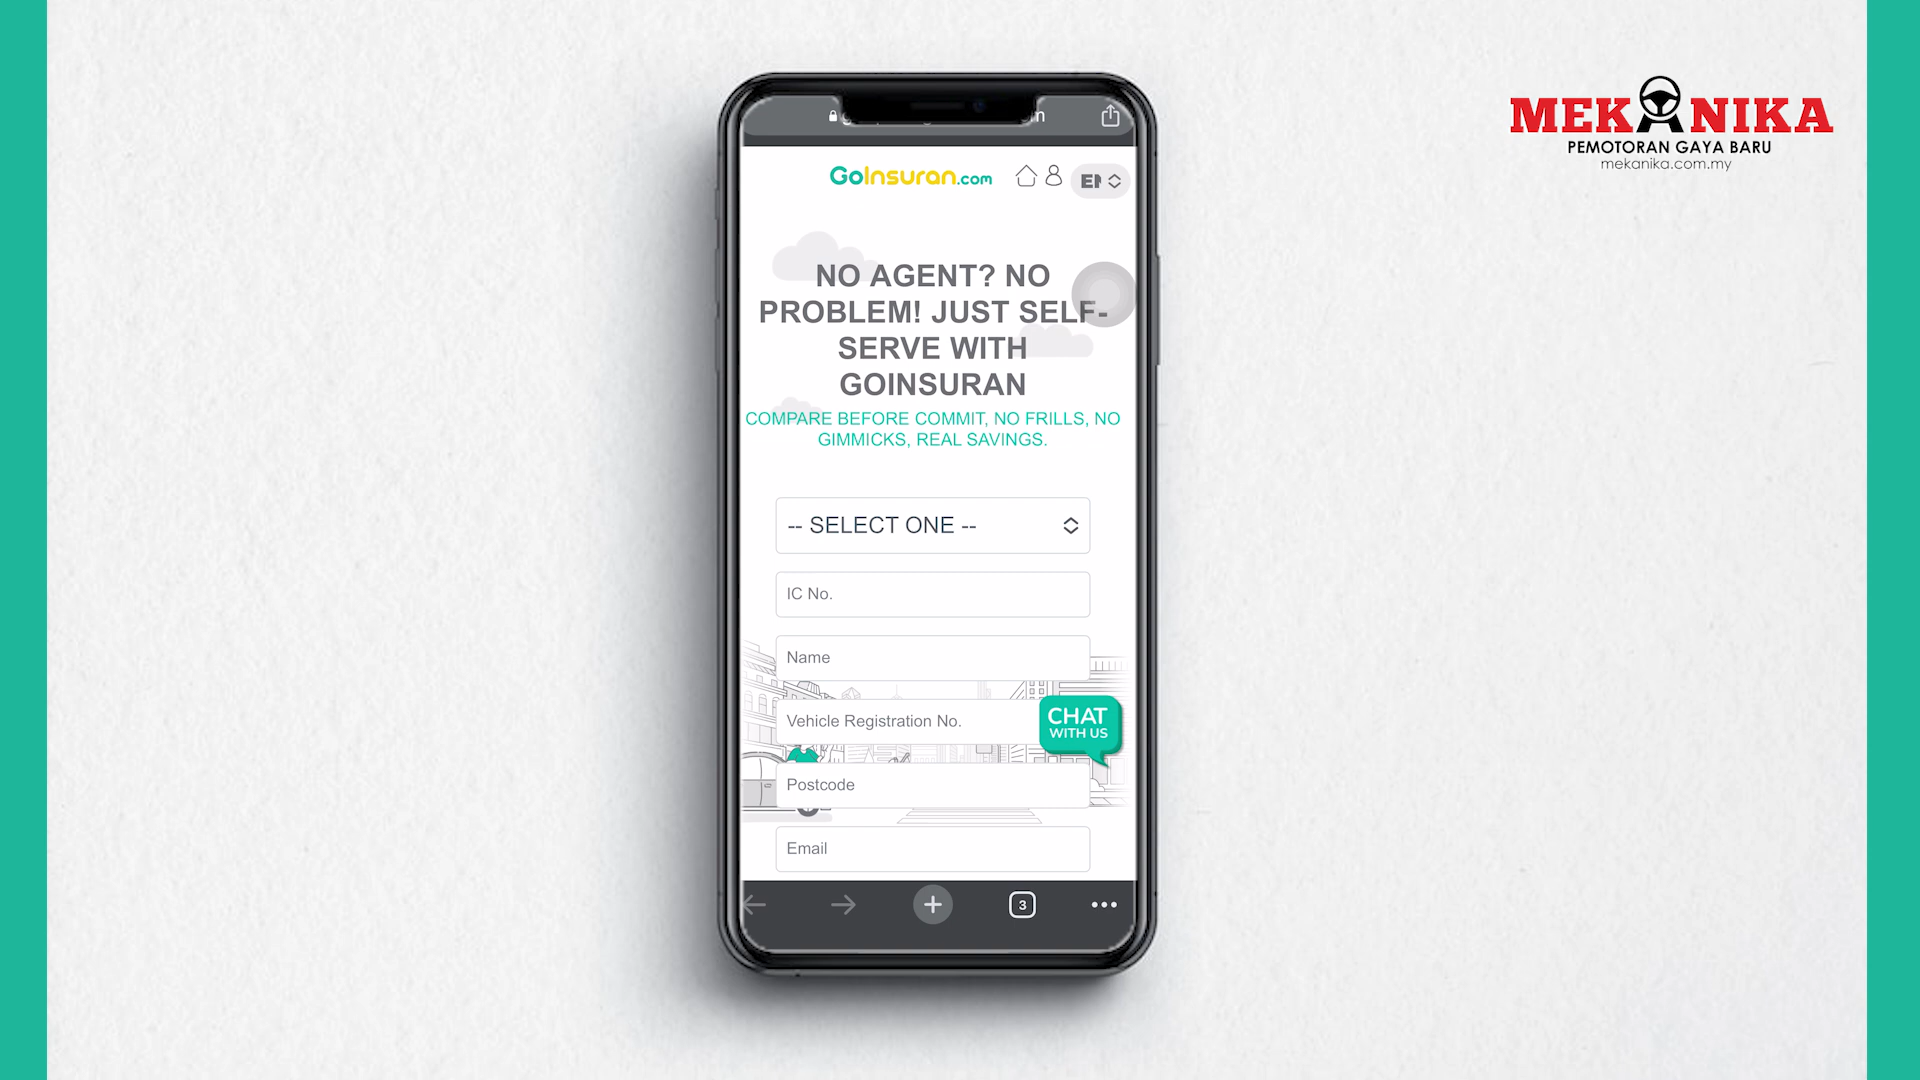 MEKANIKA
PEMOTORAN GAYA BARU
mekanika.com.my
GoInsuran.com
NO AGENT? NO
PROBLEM! JUST SELF-
SERVE WITH
GOINSURAN
COMPARE BEFORE COMMIT, NO FRILLS, NO
GIMMICKS, REAL SAVINGS.
-- SELECT ONE --
IC No.
Name
Vehicle Registration No.
CHAT
WITH US
Postcode
Email
3